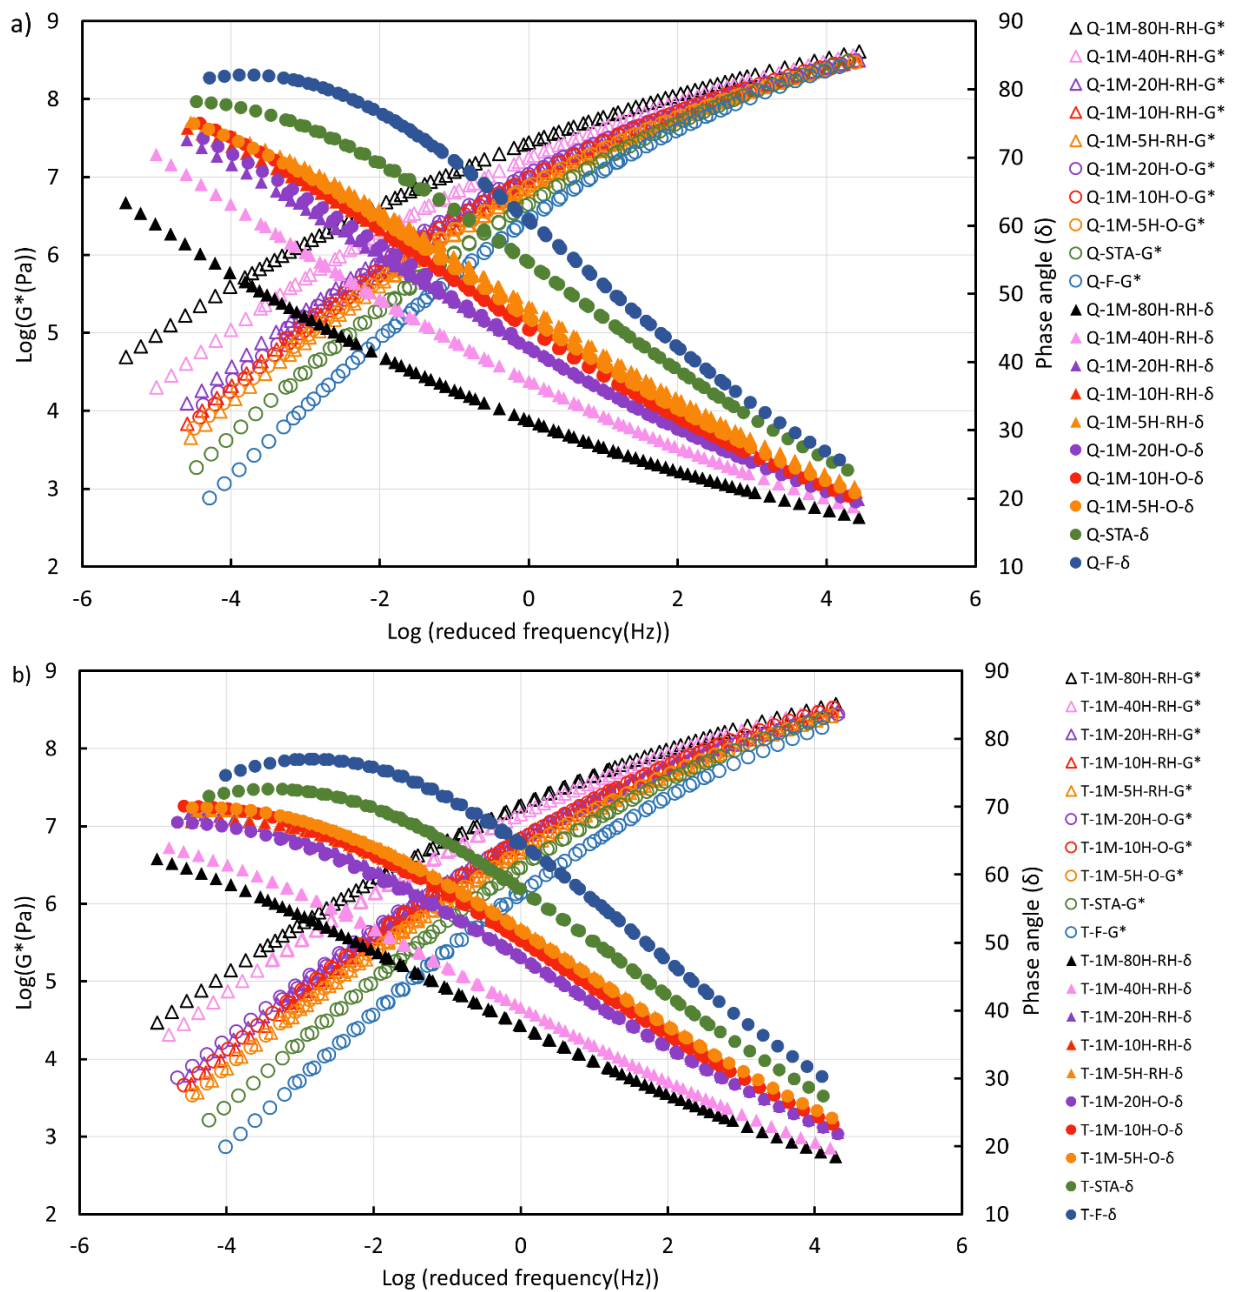 a)
9
8
7
6
5
4
3
2
Log(G*(Pa))
-6
-4
-2
0
2
4
6
Log (reduced frequency(Hz))
90
80
70
60
50
40
30
20
10
Phase angle (δ)
Q-1M-80H-RH-G*
Q-1M-40H-RH-G*
Q-1M-20H-RH-G*
Q-1M-10H-RH-G*
Q-1M-5H-RH-G*
Q-1M-20H-O-G*
Q-1M-10H-O-G*
Q-1M-5H-O-G*
Q-STA-G*
Q-F-G*
Q-1M-80H-RH-δ
Q-1M-40H-RH-δ
Q-1M-20H-RH-δ
Q-1M-10H-RH-δ
Q-1M-5H-RH-δ
Q-1M-20H-O-δ
Q-1M-10H-O-δ
Q-1M-5H-O-δ
Q-STA-δ
Q-F-δ
b)
9
8
7
6
5
4
3
2
Log(G*(Pa))
-6
-4
-2
0
2
4
6
Log (reduced frequency(Hz))
90
80
70
60
50
40
30
20
10
Phase angle (δ)
T-1M-80H-RH-G*
T-1M-40H-RH-G*
T-1M-20H-RH-G*
T-1M-10H-RH-G*
T-1M-5H-RH-G*
T-1M-20H-O-G*
T-1M-10H-O-G*
T-1M-5H-O-G*
T-STA-G*
T-F-G*
T-1M-80H-RH-δ
T-1M-40H-RH-δ
T-1M-20H-RH-δ
T-1M-10H-RH-δ
T-1M-5H-RH-δ
T-1M-20H-O-δ
T-1M-10H-O-δ
T-1M-5H-O-δ
T-STA-δ
T-F-δ